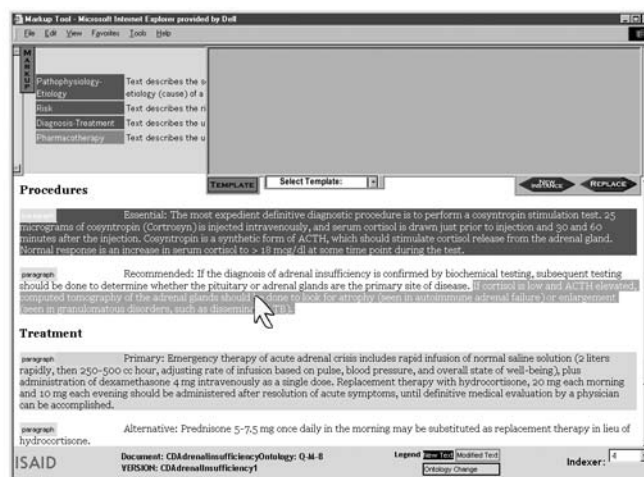 Markup Tool - Microsoft Internet Explorer provided by Dell
File Edit View Favorites Tools Help
MARKUP
Pathophysiology- Text describes the s
Etiology etiology (cause) of a
Risk Text describes the ri
Diagnosis-Treatment Text describes the u
Pharmacotherapy Text describes the u
TEMPLATE Select Template: NEW INSTANCE REPLACE
Procedures
Essential: The most expedient definitive diagnostic procedure is to perform a cosyntropin stimulation test. 25
micrograms of cosyntropin (Cortrosyn) is injected intravenously, and serum cortisol is drawn just prior to injection and 30 and 60
minutes after the injection. Cosyntropin is a synthetic form of ACTH, which should stimulate cortisol release from the adrenal gland.
Normal response is an increase in serum cortisol to > 18 mcg/dl at some time point during the test.
paragraph Recommended: If the diagnosis of adrenal insufficiency is confirmed by biochemical testing, subsequent testing
should be done to determine whether the pituitary or adrenal glands are the primary site of disease. If cortisol is low and ACTH elevated,
computed tomography of the adrenal glands should be done to look for atrophy (seen in autoimmune adrenal failure) or enlargement
(seen in granulomatous disorders, such as TB).
Treatment
paragraph Primary: Emergency therapy of acute adrenal crisis includes rapid infusion of normal saline solution (2 liters
rapidly, then 250-500 cc hour, adjusting rate of infusion based on pulse, blood pressure, and overall state of well-being), plus
administration of dexamethasone 4 mg intravenously as a single dose. Replacement therapy with hydrocortisone, 20 mg each morning
and 10 mg each evening should be administered after resolution of acute symptoms, until definitive medical evaluation by a physician
can be accomplished.
paragraph Alternative: Prednisone 5-7.5 mg once daily in the morning may be substituted as replacement therapy in lieu of
hydrocortisone.
ISAID Document: CDAdrenalInsufficiencyOntology: Q-M-8 Legend New Text Modified Text Indexer: 4
VERSION: CDAdrenalInsufficiency1 Ontology Change